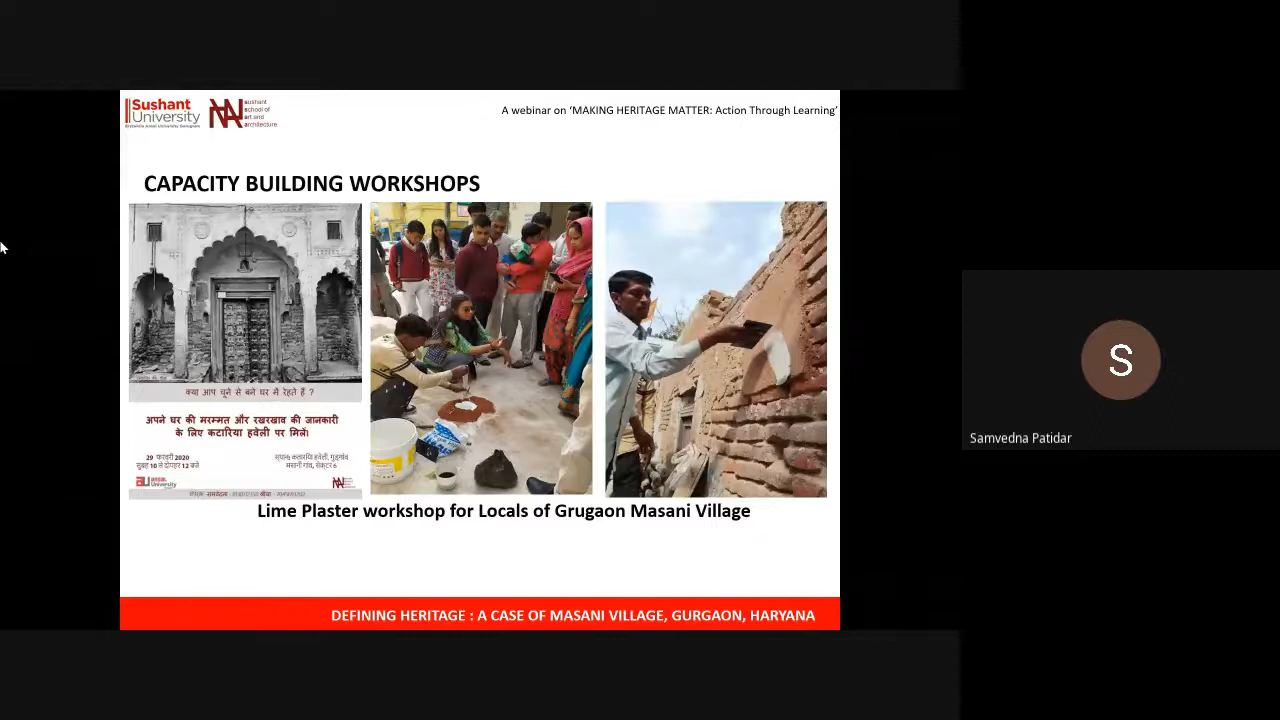 Sushant
University
sushant
school of
art and
architecture
A webinar on ‘MAKING HERITAGE MATTER: Action Through Learning’
CAPACITY BUILDING WORKSHOPS
क्या आप चूने से बने घर में रहते हैं ?
अपने घर की मरम्मत और रखरखाव की जानकारी
के लिए कटारिया हवेली पर मिलें।
29 फरवरी 2020
सुबह 10 से दोपहर 12 बजे
मसानी गांव, सेक्टर 6
University
Lime Plaster workshop for Locals of Grugaon Masani Village
DEFINING HERITAGE : A CASE OF MASANI VILLAGE, GURGAON, HARYANA
S
Samvedna Patidar